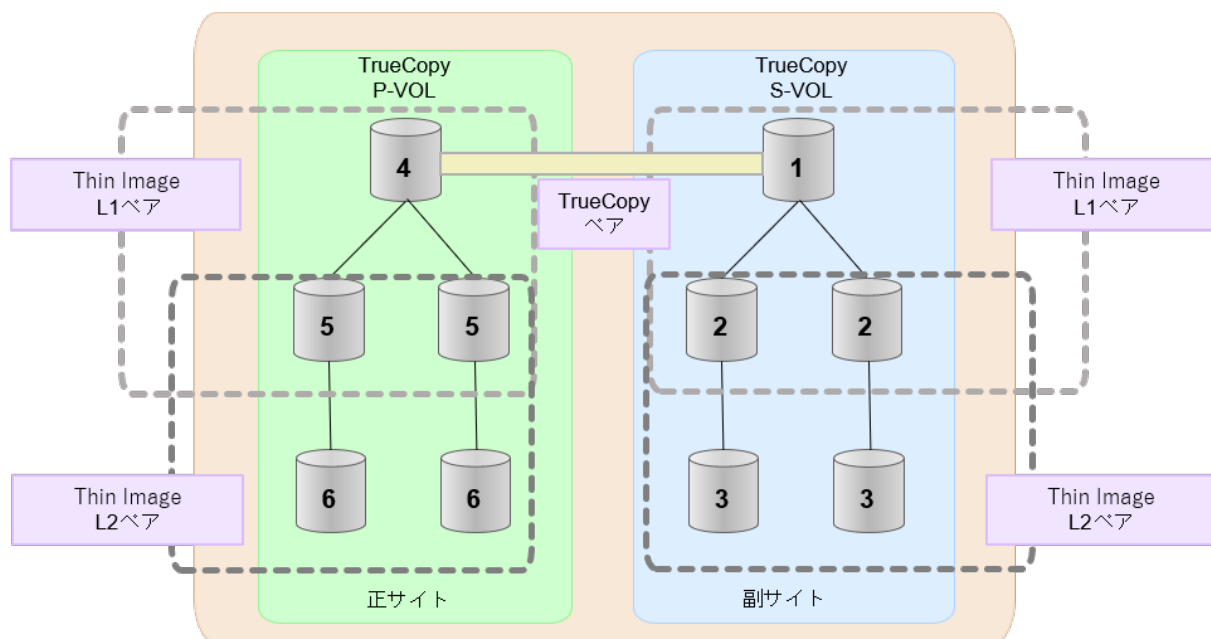 TrueCopy
P-VOL
TrueCopy
S-VOL
4
1
Thin Image
L1ペア
TrueCopy
ペア
Thin Image
L1ペア
5
5
2
2
Thin Image
L2ペア
6
6
3
3
Thin Image
L2ペア
正サイト
副サイト